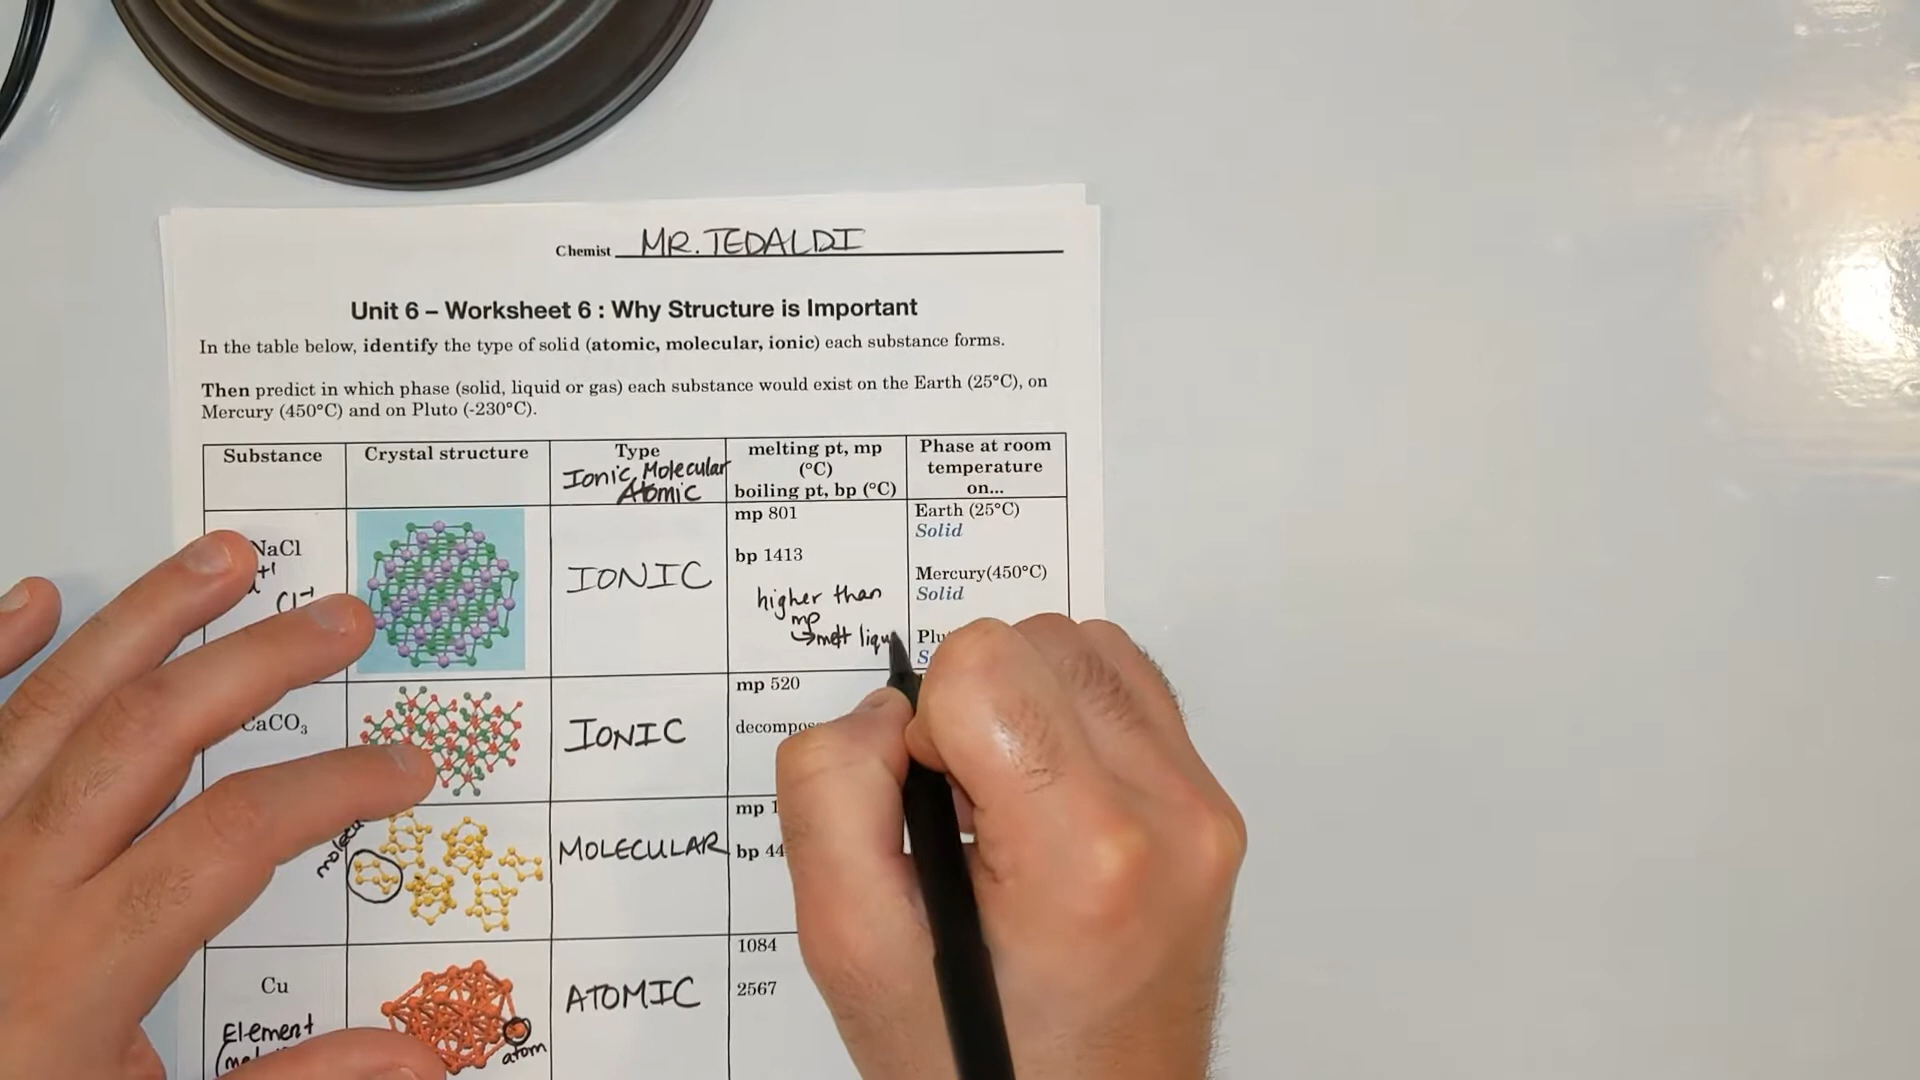 Chemist MR. TEDALDI
Unit 6 – Worksheet 6 : Why Structure is Important
In the table below, identify the type of solid (atomic, molecular, ionic) each substance forms.
Then predict in which phase (solid, liquid or gas) each substance would exist on the Earth (25°C), on
Mercury (450°C) and on Pluto (-230°C).
Substance
Crystal structure
Type
Ionic, Molecular
Atomic
melting pt, mp
(°C)
boiling pt, bp (°C)
Phase at room
temperature
on...
NaCl
+1
Cl-1
IONIC
mp 801
bp 1413
higher than
mp
↳ melt
Earth (25°C)
Solid
Mercury(450°C)
Solid
CaCO₃
IONIC
mp 520
MOLECULAR
mp
bp
Cu
Element
atom
ATOMIC
1084
2567